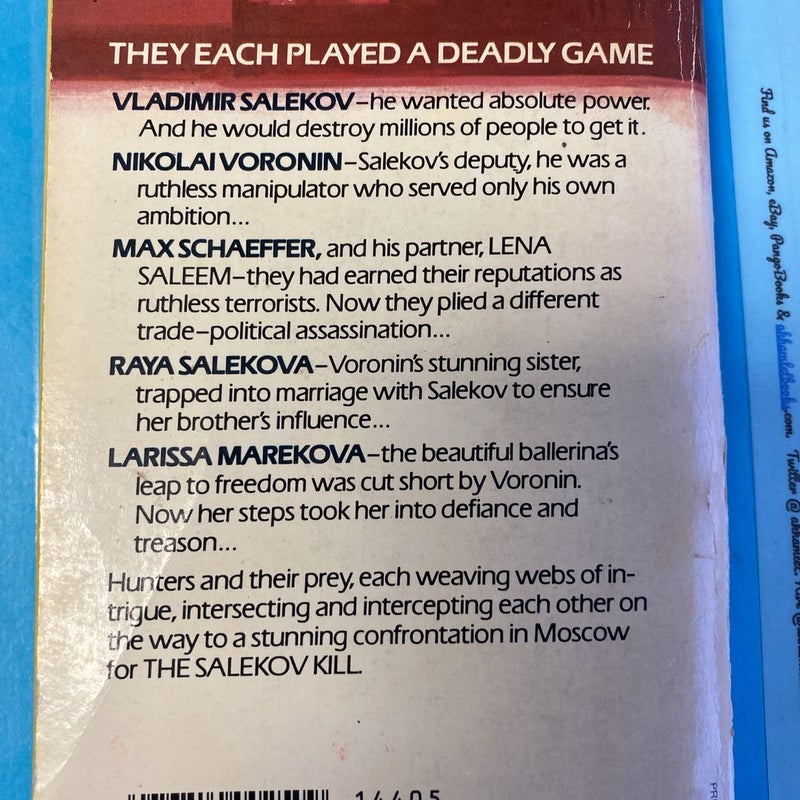 THEY EACH PLAYED A DEADLY GAME
VLADIMIR SALEKOV–he wanted absolute power.
And he would destroy millions of people to get it.
NIKOLAI VORONIN–Salekov's deputy, he was a
ruthless manipulator who served only his own
ambition...
MAX SCHAEFFER, and his partner, LENA
SALEEM–they had earned their reputations as
ruthless terrorists. Now they plied a different
trade–political assassination...
RAYA SALEKOVA–Voronin's stunning sister,
trapped into marriage with Salekov to ensure
her brother's influence...
LARISSA MAREKOVA–the beautiful ballerina's
leap to freedom was cut short by Voronin.
Now her steps took her into defiance and
treason...
Hunters and their prey, each weaving webs of in-
trigue, intersecting and intercepting each other on
the way to a stunning confrontation in Moscow
for THE SALEKOV KILL.
14405
Find us on Amazon, eBay, PangoBooks & .com. Twitter @